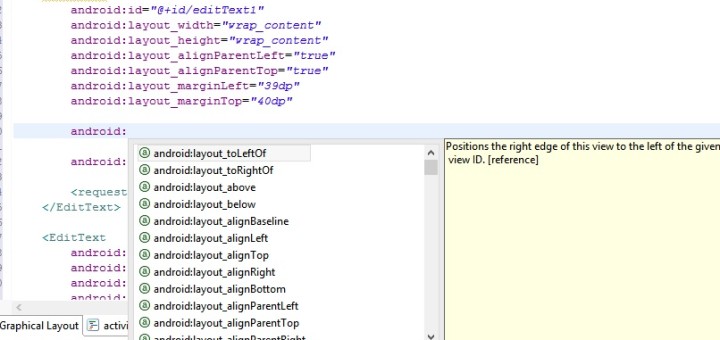 android:id="@+id/editText1"
android:layout_width="wrap_content"
android:layout_height="wrap_content"
android:layout_alignParentLeft="true"
android:layout_alignParentTop="true"
android:layout_marginLeft="39dp"
android:layout_marginTop="40dp"
android:
android:layout_toLeftOf
android:layout_toRightOf
android:layout_above
android:layout_below
android:layout_alignBaseline
android:layout_alignLeft
android:layout_alignTop
android:layout_alignRight
android:layout_alignBottom
android:layout_alignParentLeft
android:layout_alignParentTop
android:layout_alignParentRight
Positions the right edge of this view to the left of the given
view ID. [reference]
android:
<request
</EditText>
<EditText
android:
android:
android:
android:
Graphical Layout
activi